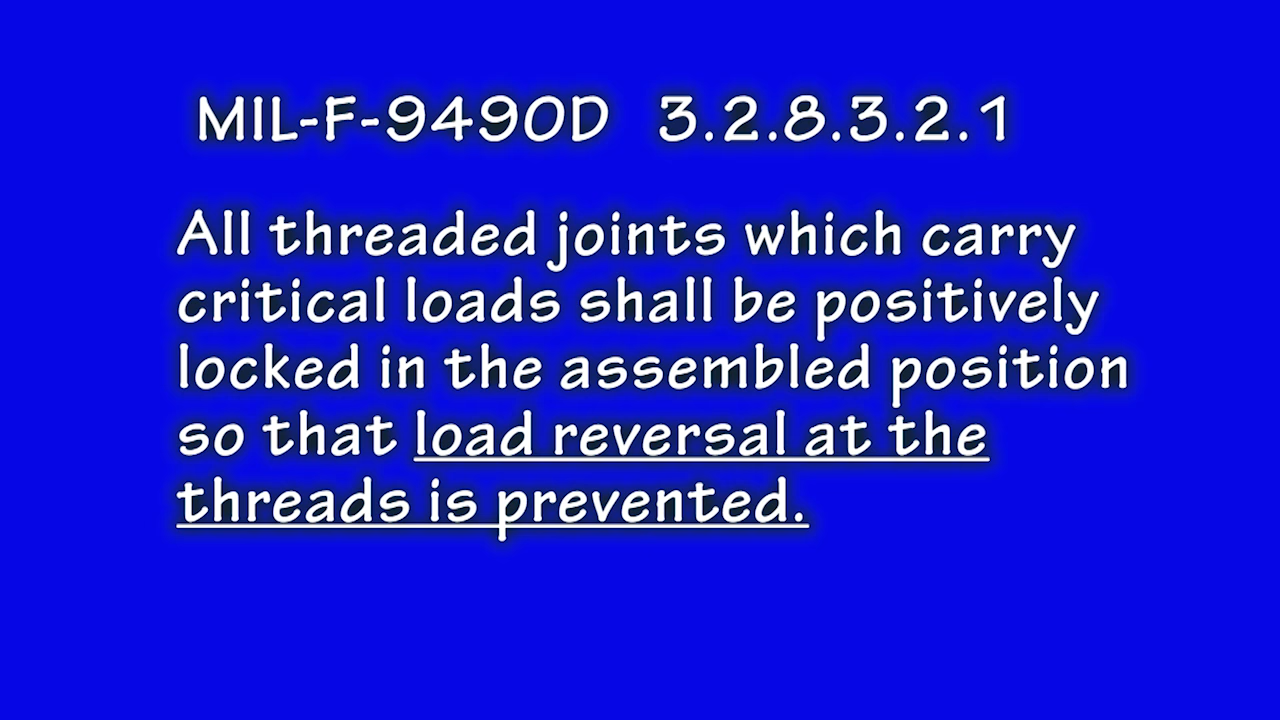 MIL-F-9490D 3.2.8.3.2.1
All threaded joints which carry
critical loads shall be positively
locked in the assembled position
so that load reversal at the
threads is prevented.